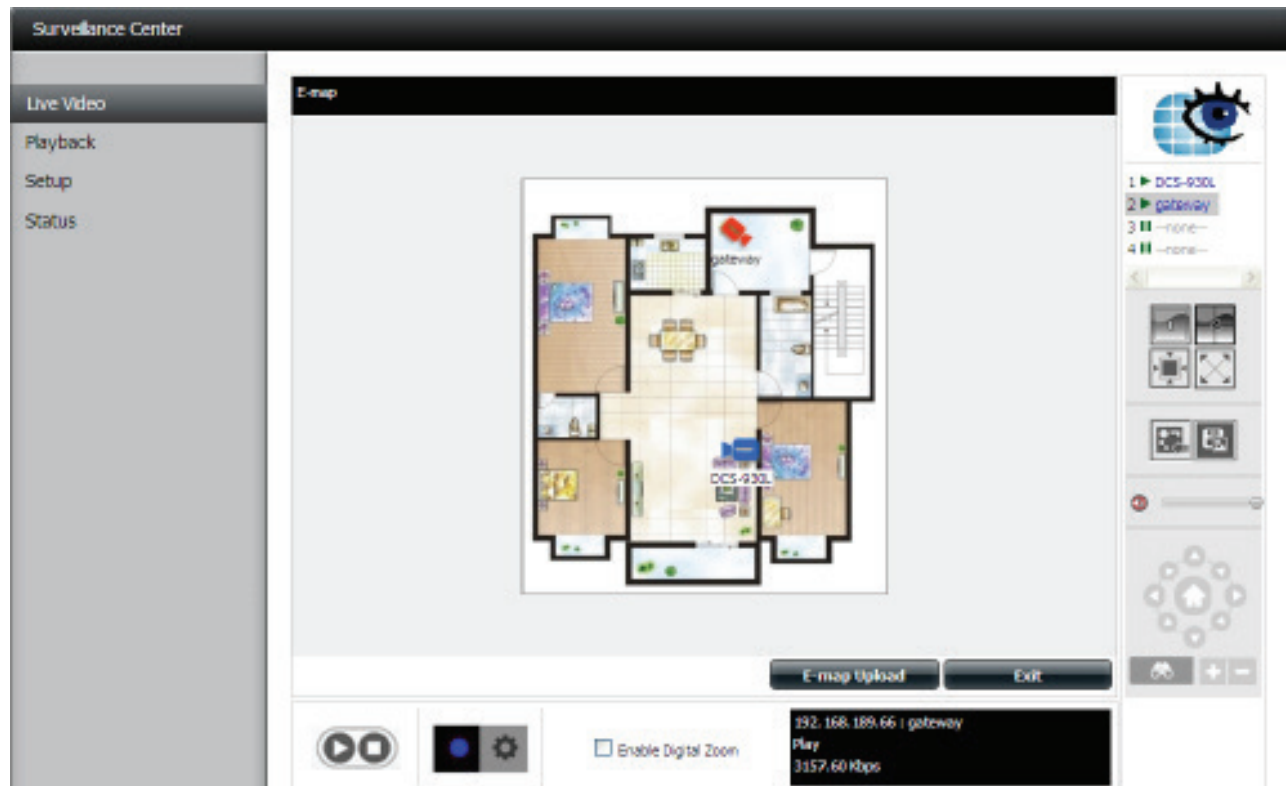 Surveillance Center
Live Video
Playback
Setup
Status
E-map
gateway
DCS-930L
1 DCS-930L
2 gateway
3 --none--
4 --none--
E-map Upload
Exit
Enable Digital Zoom
192.168.189.66 : gateway
Play
3157.60 Kbps